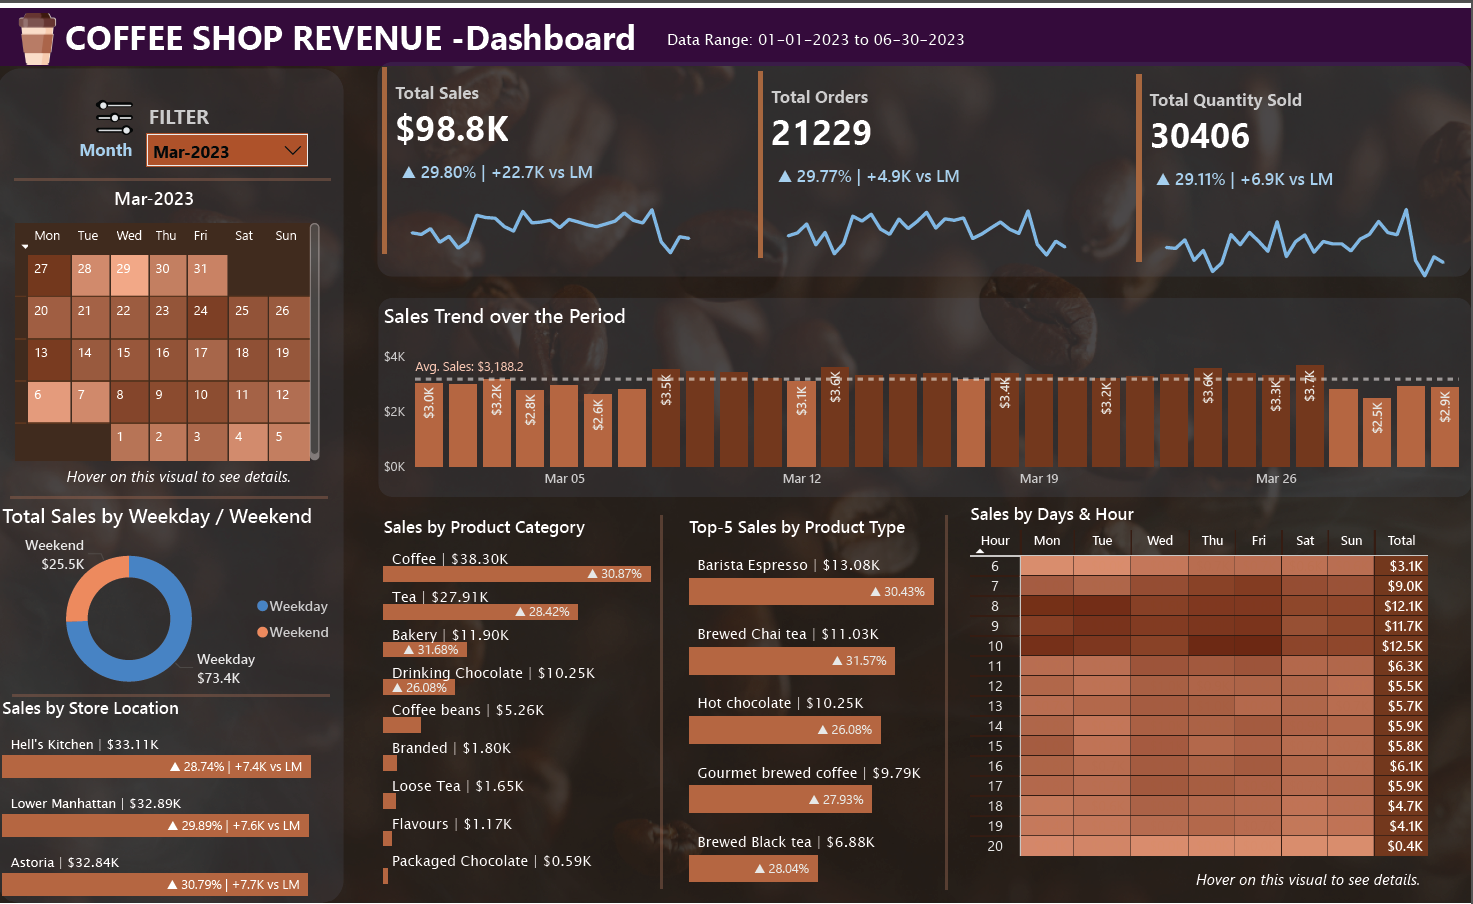 COFFEE SHOP REVENUE -Dashboard
Data Range: 01-01-2023 to 06-30-2023
FILTER
Month
Mar-2023
Mar-2023
Mon Tue Wed Thu Fri Sat Sun
27 28 29 30 31
20 21 22 23 24 25 26
13 14 15 16 17 18 19
6 7 8 9 10 11 12
1 2 3 4 5
Hover on this visual to see details.
Total Sales by Weekday / Weekend
Weekend
$25.5K
Weekday
Weekend
Weekday
$73.4K
Sales by Store Location
Hell's Kitchen | $33.11K
▲ 28.74% | +7.4K vs LM
Lower Manhattan | $32.89K
▲ 29.89% | +7.6K vs LM
Astoria | $32.84K
▲ 30.79% | +7.7K vs LM
Total Sales
$98.8K
▲ 29.80% | +22.7K vs LM
Total Orders
21229
▲ 29.77% | +4.9K vs LM
Total Quantity Sold
30406
▲ 29.11% | +6.9K vs LM
Sales Trend over the Period
$4K
$2K
$0K
Avg. Sales: $3,188.2
$3.0K $3.2K $2.8K $2.6K $3.5K $3.1K $3.6K $3.4K $3.2K $3.6K $3.3K $3.7K $2.5K $2.9K
Mar 05 Mar 12 Mar 19 Mar 26
Sales by Product Category
Coffee | $38.30K
▲ 30.87%
Tea | $27.91K
▲ 28.42%
Bakery | $11.90K
▲ 31.68%
Drinking Chocolate | $10.25K
▲ 26.08%
Coffee beans | $5.26K
Branded | $1.80K
Loose Tea | $1.65K
Flavours | $1.17K
Packaged Chocolate | $0.59K
Top-5 Sales by Product Type
Barista Espresso | $13.08K
▲ 30.43%
Brewed Chai tea | $11.03K
▲ 31.57%
Hot chocolate | $10.25K
▲ 26.08%
Gourmet brewed coffee | $9.79K
▲ 27.93%
Brewed Black tea | $6.88K
▲ 28.04%
Sales by Days & Hour
Hour Mon Tue Wed Thu Fri Sat Sun Total
6 $3.1K
7 $9.0K
8 $12.1K
9 $11.7K
10 $12.5K
11 $6.3K
12 $5.5K
13 $5.7K
14 $5.9K
15 $5.8K
16 $6.1K
17 $5.9K
18 $4.7K
19 $4.1K
20 $0.4K
Hover on this visual to see details.